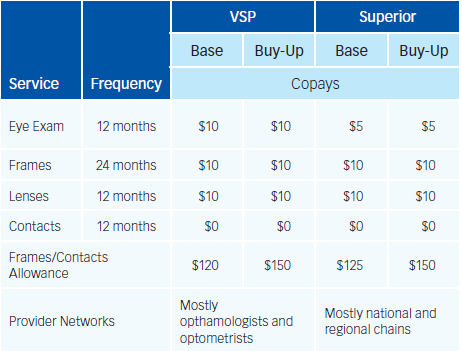 VSP Superior
Base Buy-Up Base Buy-Up
Service Frequency Copays
Eye Exam 12 months $10 $10 $5 $5
Frames 24 months $10 $10 $10 $10
Lenses 12 months $10 $10 $10 $10
Contacts 12 months $0 $0 $0 $0
Frames/Contacts
Allowance $120 $150 $125 $150
Provider Networks
Mostly
opthamologists and
optometrists
Mostly national and
regional chains